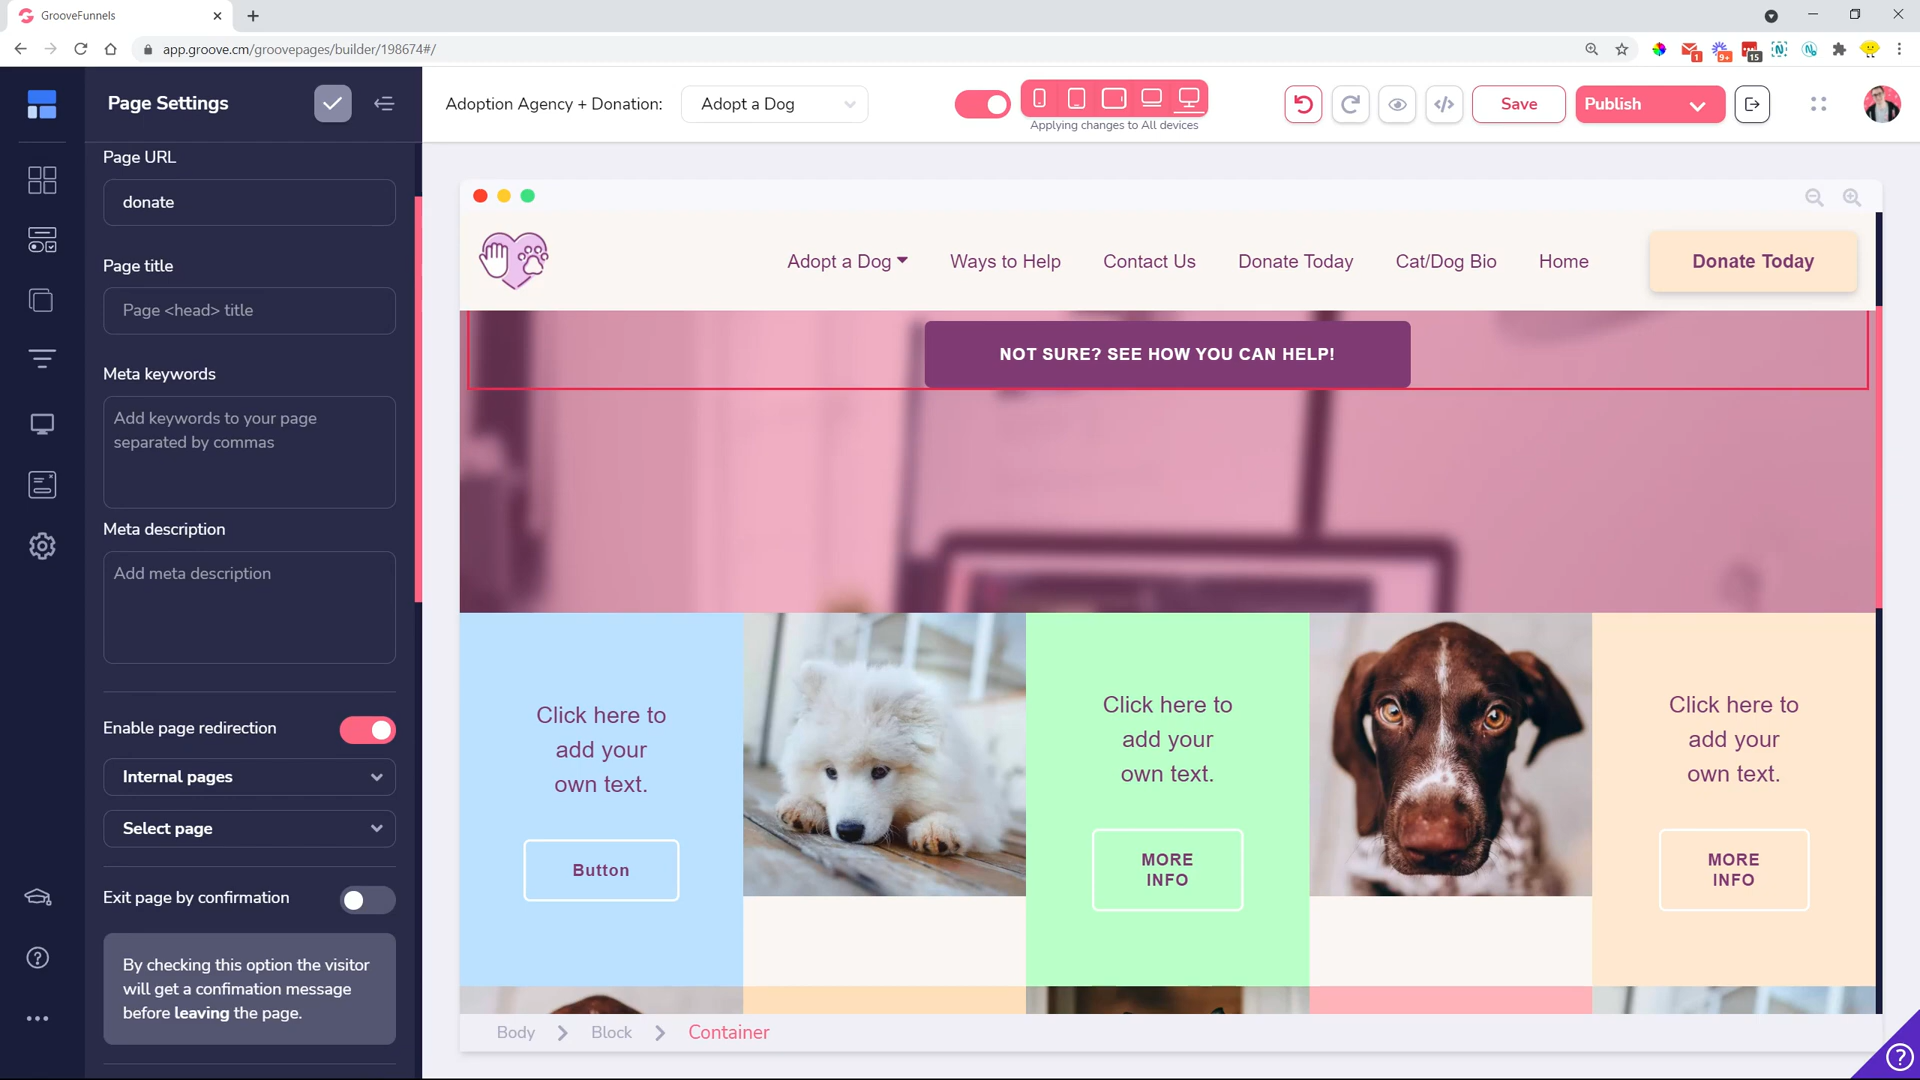 GrooveFunnels
app.groove.cm/groovepages/builder/198674#/
1
9+
15
Page Settings
Adoption Agency + Donation:
Adopt a Dog
Applying changes to All devices
Save
Publish
Page URL
donate
Page title
Page <head> title
Meta keywords
Add keywords to your page
separated by commas
Meta description
Add meta description
Enable page redirection
Internal pages
Select page
Exit page by confirmation
By checking this option the visitor
will get a confimation message
before leaving the page.
Adopt a Dog
Ways to Help
Contact Us
Donate Today
Cat/Dog Bio
Home
Donate Today
NOT SURE? SEE HOW YOU CAN HELP!
Click here to
add your
own text.
Button
Click here to
add your
own text.
MORE
INFO
Click here to
add your
own text.
MORE
INFO
Body
Block
Container